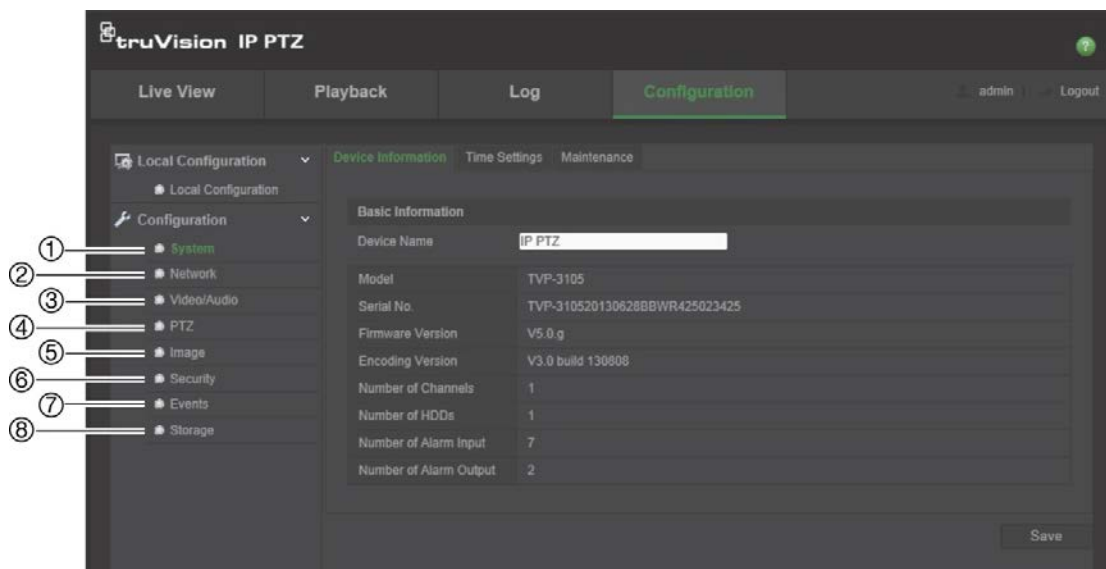 truVision IP PTZ
?
Live View Playback Log Configuration admin Logout
Local Configuration
Local Configuration
Configuration
① System
② Network
③ Video/Audio
④ PTZ
⑤ Image
⑥ Security
⑦ Events
⑧ Storage
Device Information Time Settings Maintenance
Basic Information
Device Name IP PTZ
Model TVP-3105
Serial No. TVP-310520130628BBWR425023425
Firmware Version V5.0.g
Encoding Version V3.0 build 130808
Number of Channels 1
Number of HDDs 1
Number of Alarm Input 7
Number of Alarm Output 2
Save